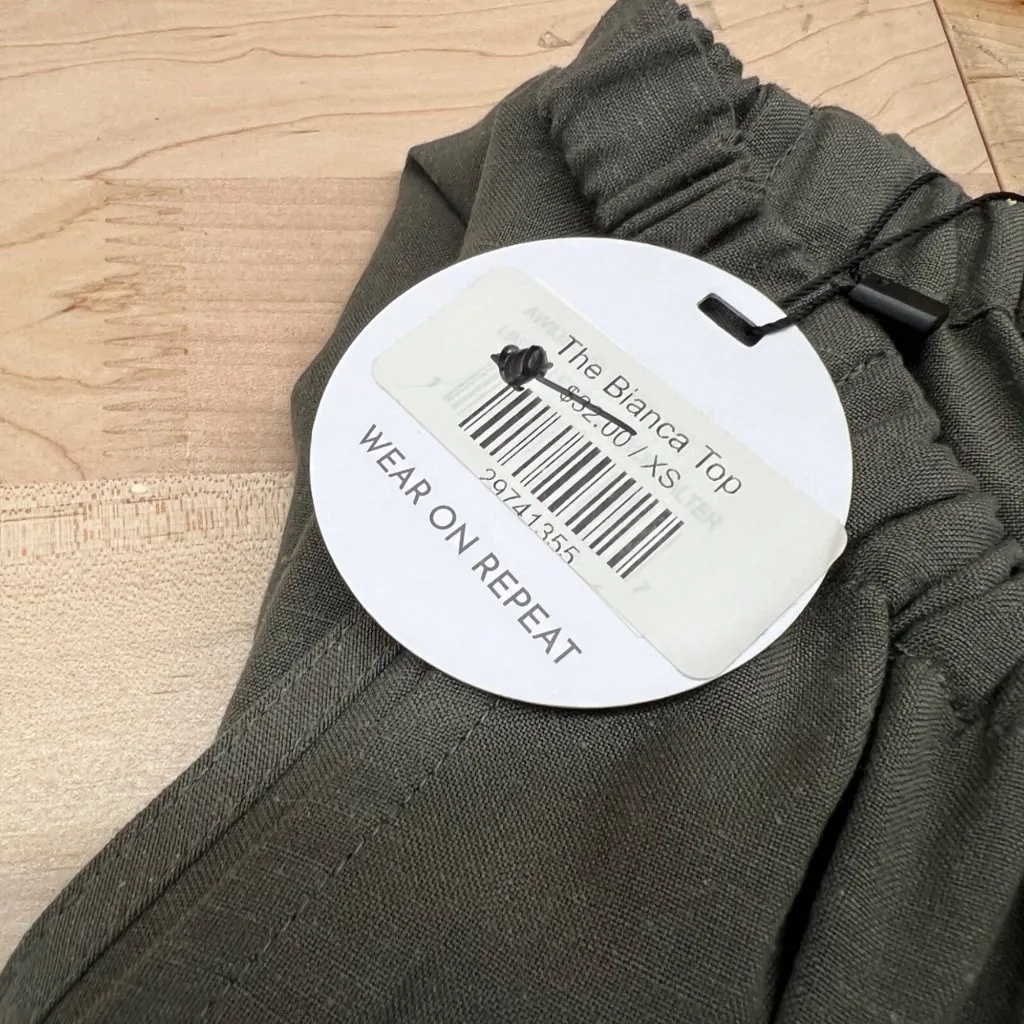 The Bianca Top
$32.00 / XS
29741355
WEAR ON REPEAT